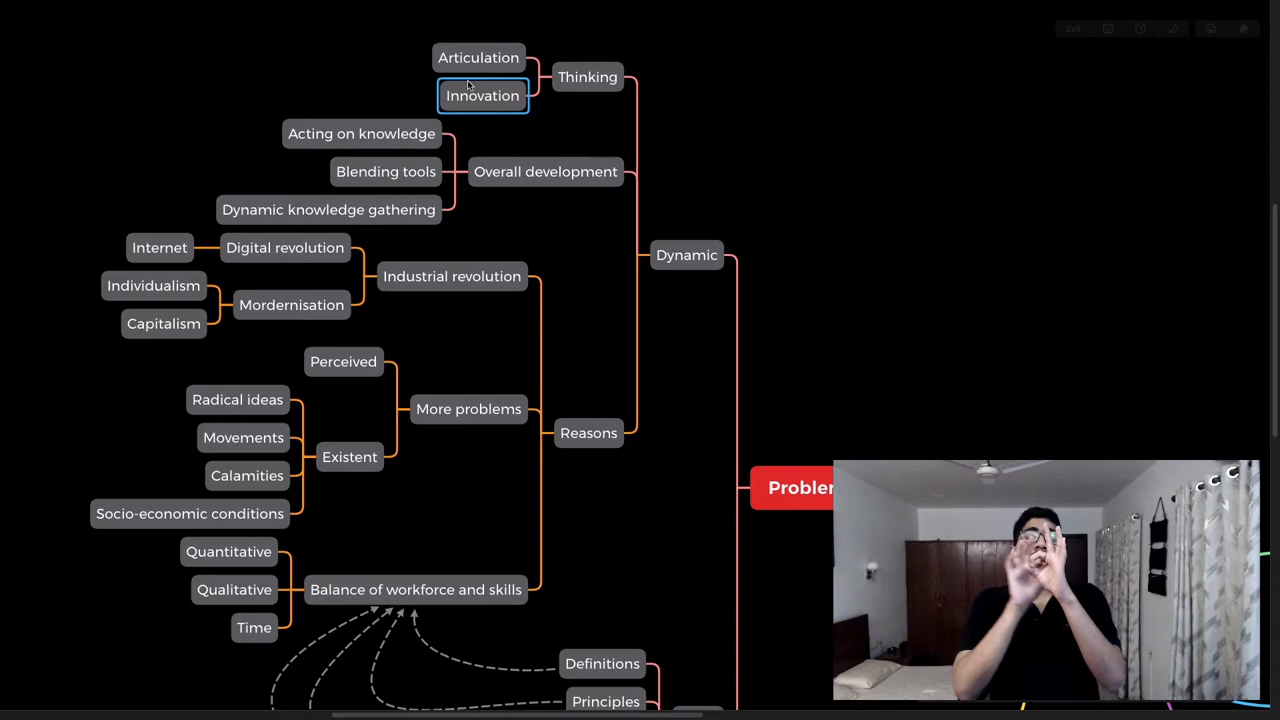 Exit
Articulation
Thinking
Innovation
Acting on knowledge
Blending tools
Overall development
Dynamic knowledge gathering
Internet
Digital revolution
Dynamic
Industrial revolution
Individualism
Mordernisation
Capitalism
Perceived
Radical ideas
More problems
Movements
Reasons
Existent
Calamities
Socio-economic conditions
Problem
Quantitative
Qualitative
Balance of workforce and skills
Time
Definitions
Principles